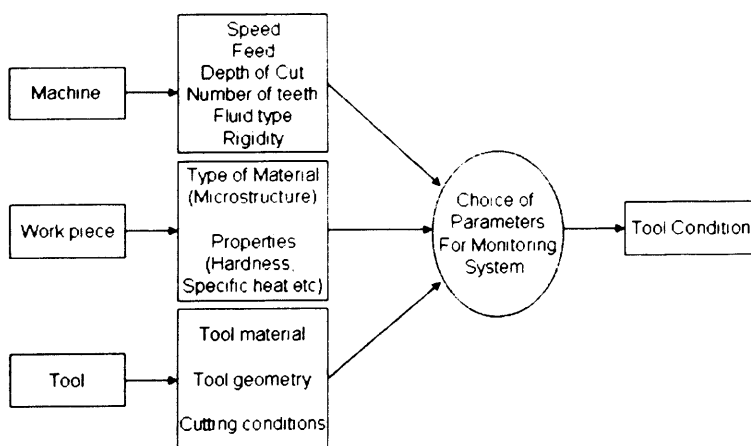 Machine
Speed
Feed
Depth of Cut
Number of teeth
Fluid type
Rigidity
Work piece
Type of Material
(Microstructure)
Properties
(Hardness,
Specific heat etc)
Tool
Tool material
Tool geometry
Cutting conditions
Choice of
Parameters
For Monitoring
System
Tool Condition